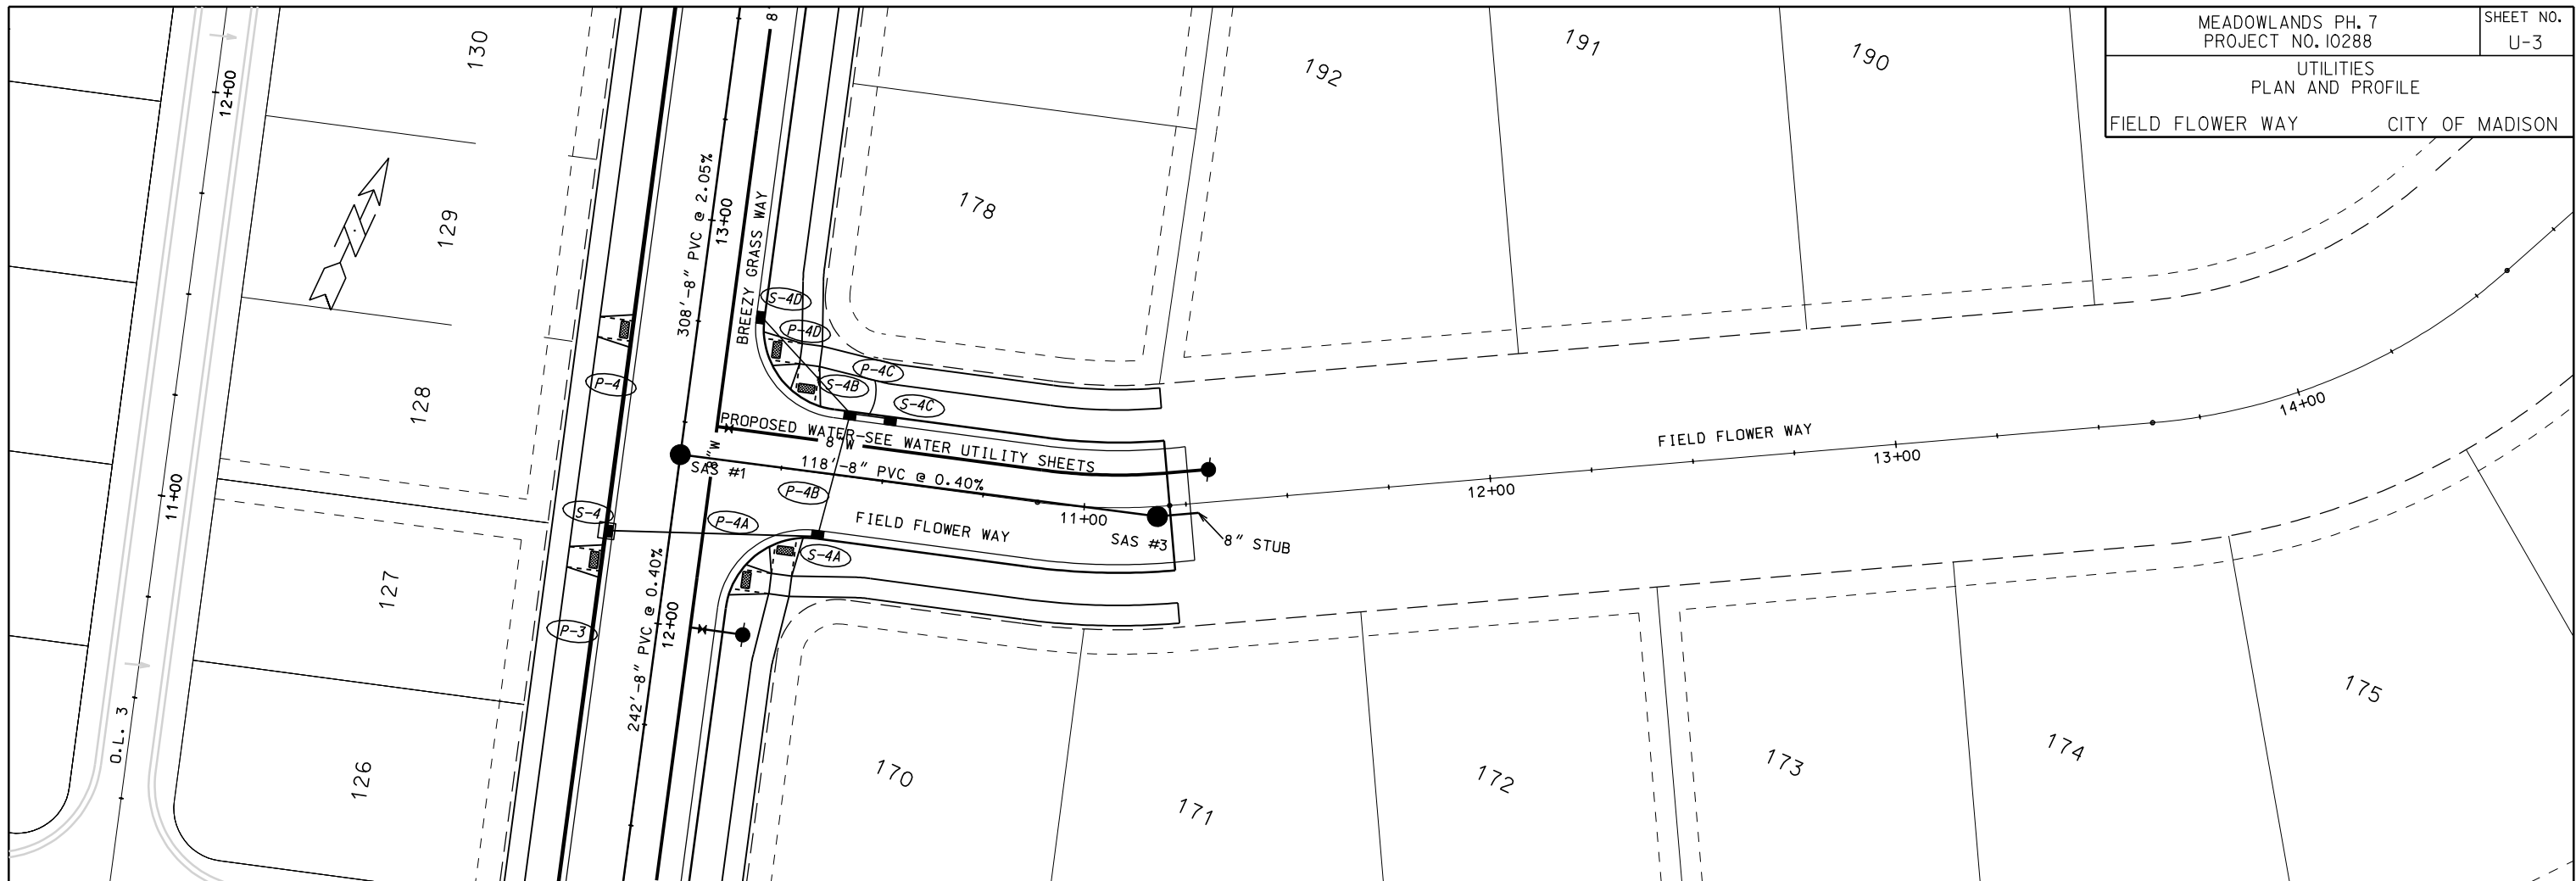 MEADOWLANDS PH. 7
PROJECT NO. 10288
SHEET NO.
U-3
UTILITIES
PLAN AND PROFILE
FIELD FLOWER WAY
CITY OF MADISON
130
129
128
127
126
12+00
11+00
O.L. 3
8
308'-8" PVC @ 2.05%
13+00
BREEZY GRASS WAY
178
192
191
190
S-4D
P-4D
P-4C
S-4B
S-4C
P-4
PROPOSED WATER-SEE WATER UTILITY SHEETS
8"W
8"W
SAS #1
118'-8" PVC @ 0.40%
P-4B
P-4A
S-4
S-4A
P-3
FIELD FLOWER WAY
11+00
SAS #3
8" STUB
242'-8" PVC @ 0.40%
12+00
12+00
FIELD FLOWER WAY
13+00
14+00
170
171
172
173
174
175